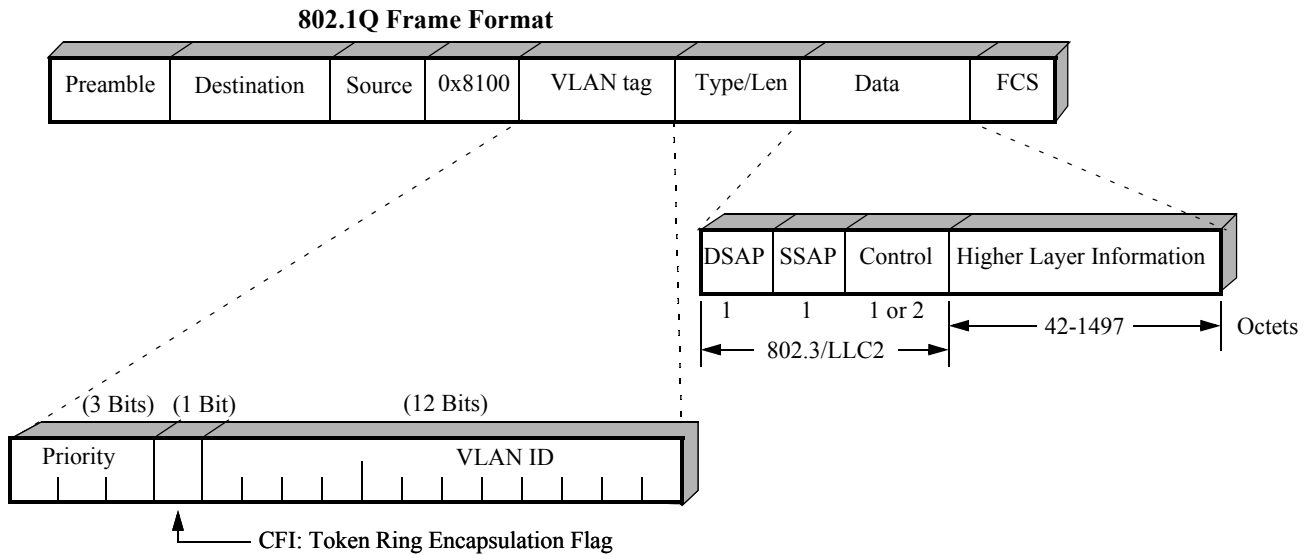 802.1Q Frame Format
Preamble Destination Source 0x8100 VLAN tag Type/Len Data FCS
DSAP SSAP Control Higher Layer Information
1 1 1 or 2 42-1497 Octets
802.3/LLC2
(3 Bits) (1 Bit) (12 Bits)
Priority VLAN ID
CFI: Token Ring Encapsulation Flag